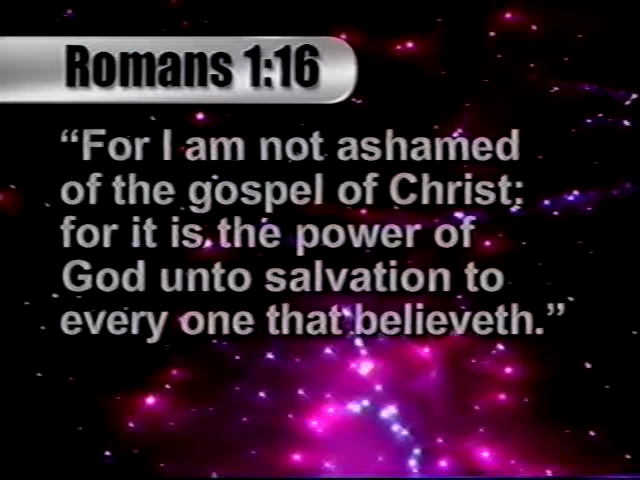 Romans 1:16
“For I am not ashamed
of the gospel of Christ:
for it is the power of
God unto salvation to
every one that believeth.”